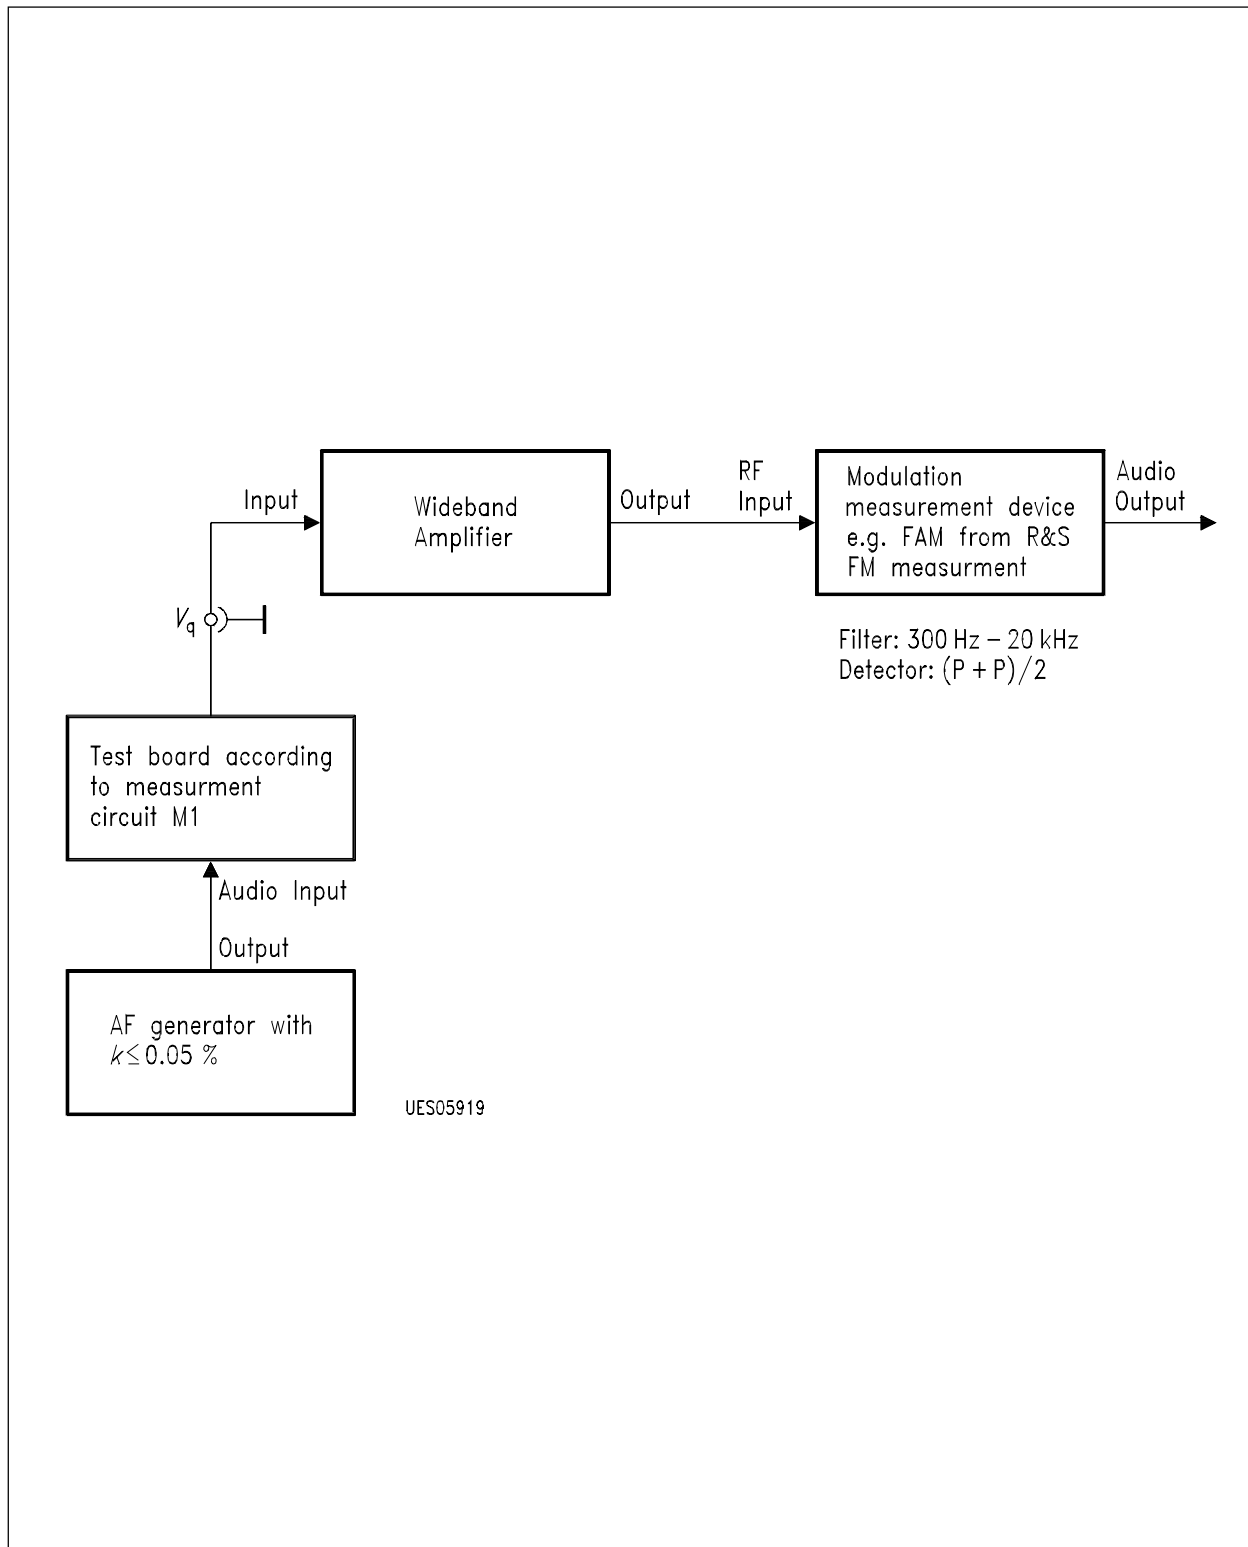 Input
Wideband
Amplifier
Output
RF
Input
Modulation
measurement device
e.g. FAM from R&S
FM measurment
Audio
Output
Filter: 300 Hz – 20 kHz
Detector: (P + P)/2
Vq
Test board according
to measurment
circuit M1
Audio Input
Output
AF generator with
k≤0.05 %
UES05919